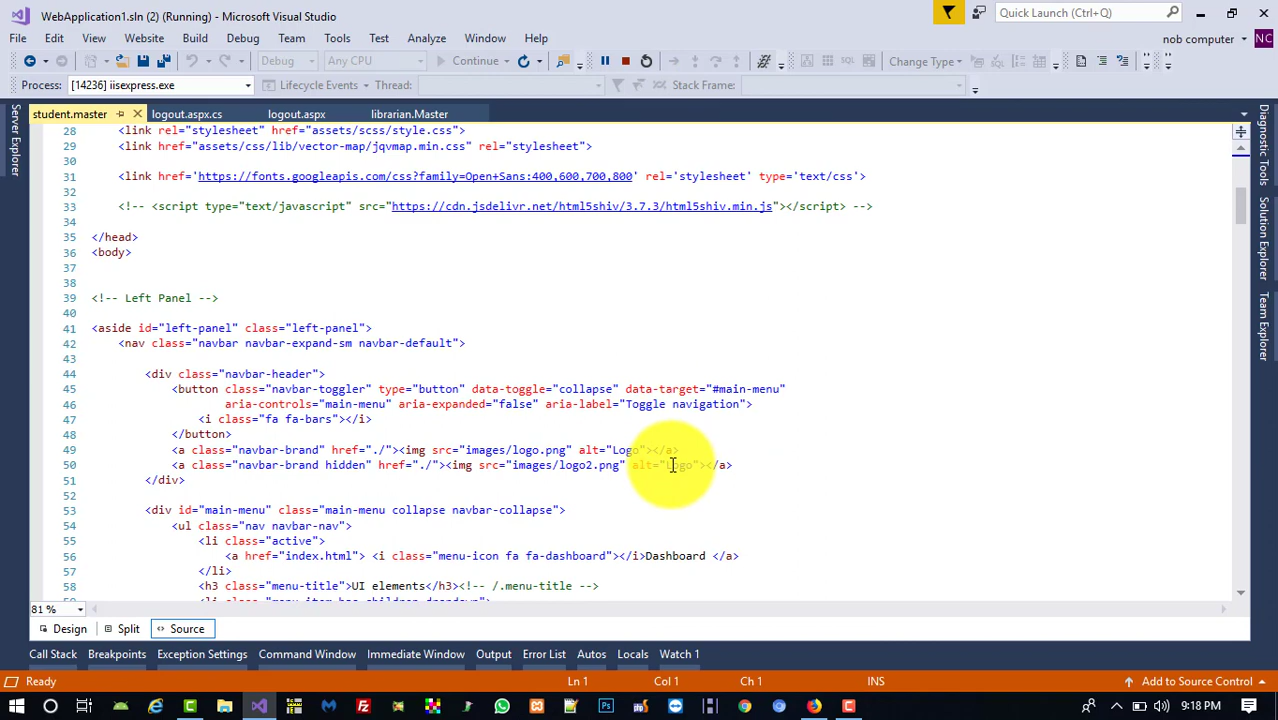 WebApplication1.sln (2) (Running) - Microsoft Visual Studio
Quick Launch (Ctrl+Q)
File Edit View Website Build Debug Team Tools Test Analyze Window Help
nob computer NC
Debug Any CPU Continue Change Type
Process: [14236] iisexpress.exe Lifecycle Events Thread: Stack Frame:
student.master logout.aspx.cs logout.aspx librarian.Master
Server Explorer
Diagnostic Tools
Solution Explorer
Team Explorer
28 <link rel="stylesheet" href="assets/scss/style.css">
29 <link href="assets/css/lib/vector-map/jqvmap.min.css" rel="stylesheet">
30
31 <link href='https://fonts.googleapis.com/css?family=Open+Sans:400,600,700,800' rel='stylesheet' type='text/css'>
32
33 <!-- <script type="text/javascript" src="https://cdn.jsdelivr.net/html5shiv/3.7.3/html5shiv.min.js"></script> -->
34
35 </head>
36 <body>
37
38
39 <!-- Left Panel -->
40
41 <aside id="left-panel" class="left-panel">
42 <nav class="navbar navbar-expand-sm navbar-default">
43
44 <div class="navbar-header">
45 <button class="navbar-toggler" type="button" data-toggle="collapse" data-target="#main-menu"
46 aria-controls="main-menu" aria-expanded="false" aria-label="Toggle navigation">
47 <i class="fa fa-bars"></i>
48 </button>
49 <a class="navbar-brand" href="./"><img src="images/logo.png" alt="Logo"></a>
50 <a class="navbar-brand hidden" href="./"><img src="images/logo2.png" alt="Logo"></a>
51 </div>
52
53 <div id="main-menu" class="main-menu collapse navbar-collapse">
54 <ul class="nav navbar-nav">
55 <li class="active">
56 <a href="index.html"> <i class="menu-icon fa fa-dashboard"></i>Dashboard </a>
57 </li>
58 <h3 class="menu-title">UI elements</h3><!-- /.menu-title -->
81 %
Design Split Source
Call Stack Breakpoints Exception Settings Command Window Immediate Window Output Error List Autos Locals Watch 1
Ready Ln 1 Col 1 Ch 1 INS Add to Source Control
9:18 PM